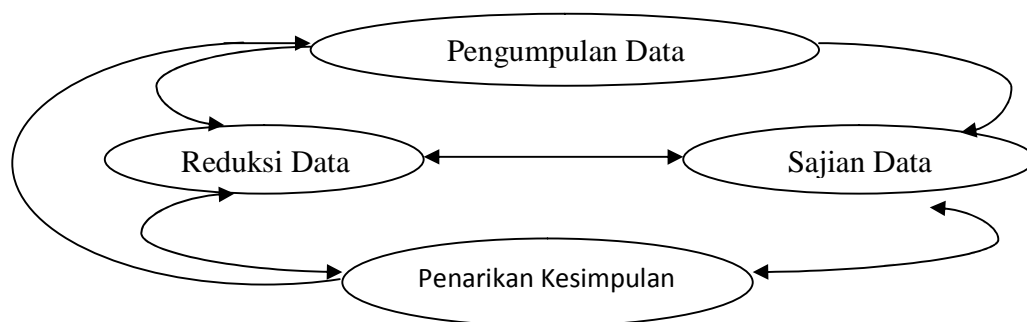 Pengumpulan Data
Reduksi Data
Sajian Data
Penarikan Kesimpulan